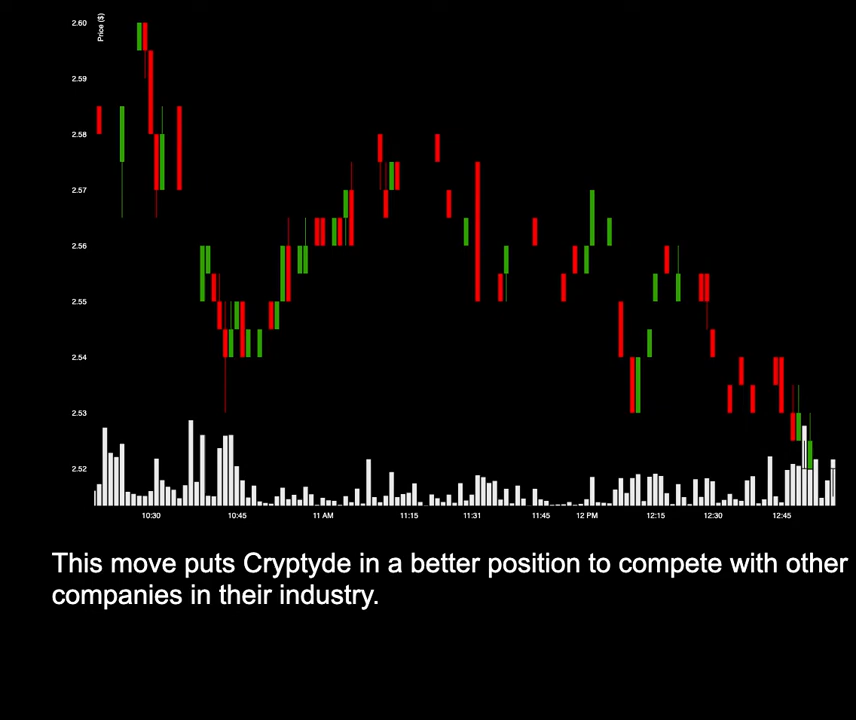 Price ($)
2.60
2.59
2.58
2.57
2.56
2.55
2.54
2.53
2.52
10:30 10:45 11 AM 11:15 11:31 11:45 12 PM 12:15 12:30 12:45
This move puts Cryptyde in a better position to compete with other
companies in their industry.